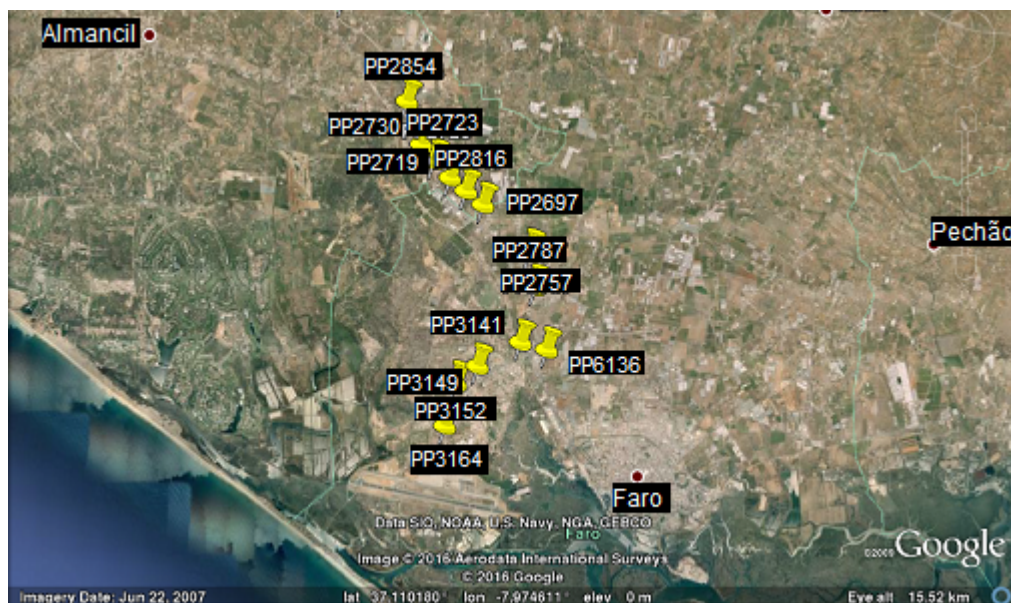 Almancil
PP2854
PP2730
PP2723
PP2719
PP2816
PP2697
Pechão
PP2787
PP2757
PP3141
PP6136
PP3149
PP3152
PP3164
Faro
Data SIO, NOAA, U.S. Navy, NGA, GEBCO
Faro
Image © 2016 Aerodata International Surveys
© 2016 Google
©2009 Google
Imagery Date: Jun 22, 2007 lat 37.110180° lon -7.974611° elev 0 m Eye alt 15.52 km